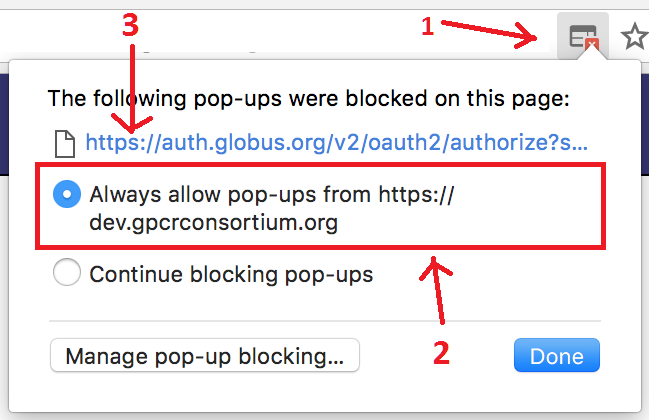 3
1
The following pop-ups were blocked on this page:
https://auth.globus.org/v2/oauth2/authorize?s...
Always allow pop-ups from https://
dev.gpcrconsortium.org
Continue blocking pop-ups
2
Manage pop-up blocking...
Done